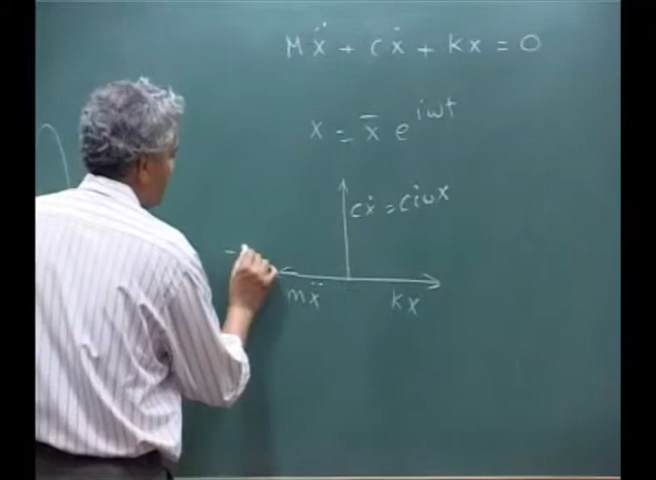 Mẍ + cẋ + kx = 0
x = x̄ e^{iωt}
cẋ = ciωx
mẍ kx